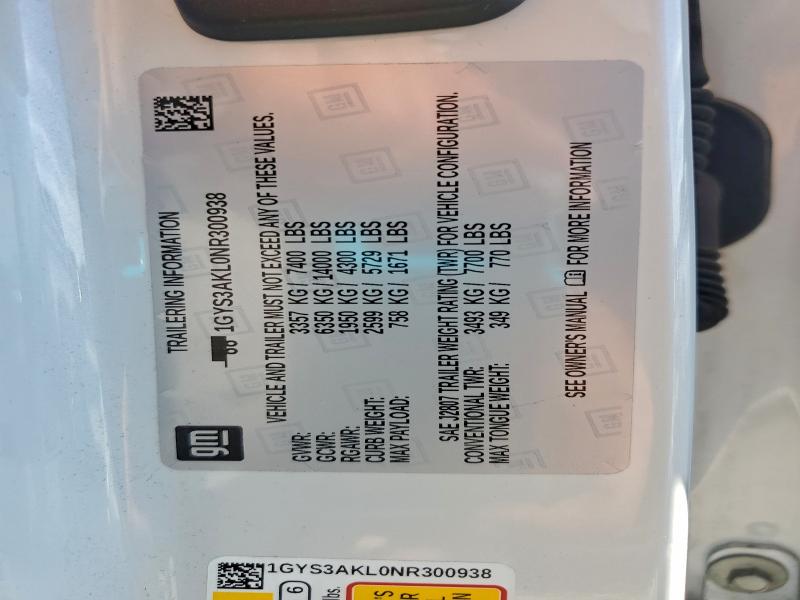 TRAILERING INFORMATION
1GYS3AKL0NR300938
gm
VEHICLE AND TRAILER MUST NOT EXCEED ANY OF THESE VALUES.
GVWR: 3357 KG / 7400 LBS
GCWR: 6350 KG / 14000 LBS
RGAWR: 1950 KG / 4300 LBS
CURB WEIGHT: 2599 KG / 5729 LBS
MAX PAYLOAD: 758 KG / 1671 LBS
SAE J2807 TRAILER WEIGHT RATING (TWR) FOR VEHICLE CONFIGURATION.
CONVENTIONAL TWR: 3493 KG / 7700 LBS
MAX TONGUE WEIGHT: 349 KG / 770 LBS
SEE OWNER'S MANUAL FOR MORE INFORMATION
1GYS3AKL0NR300938
6
lbs.